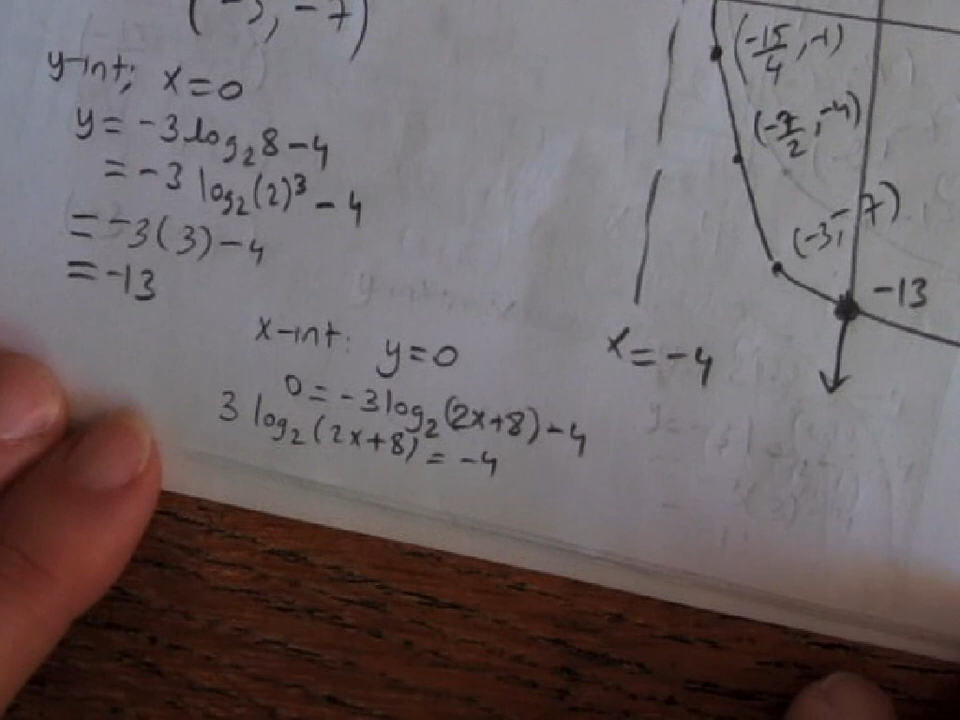 (-3, -7)
y-int; x=0
y = -3 log₂8 - 4
= -3 log₂(2)³ - 4
= -3(3) - 4
= -13
x-int: y=0
0 = -3 log₂(2x+8) - 4
3 log₂(2x+8) = -4
(-15/4, -1)
(-7/2, -4)
(-3, -7)
-13
x = -4